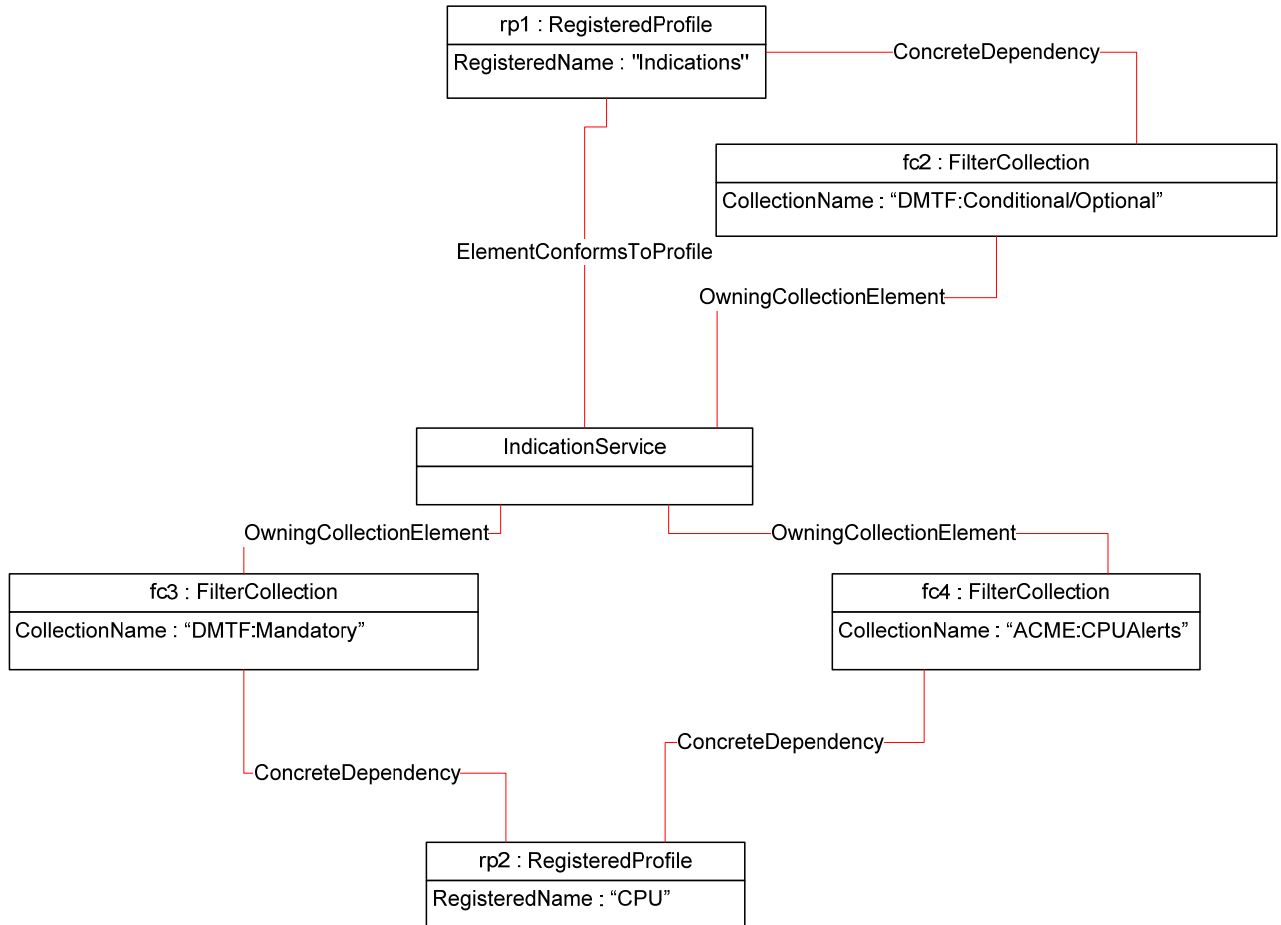 rp1 : RegisteredProfile
RegisteredName : "Indications"
ConcreteDependency
fc2 : FilterCollection
CollectionName : “DMTF:Conditional/Optional”
ElementConformsToProfile
OwningCollectionElement
IndicationService
OwningCollectionElement
OwningCollectionElement
fc3 : FilterCollection
CollectionName : “DMTF:Mandatory”
fc4 : FilterCollection
CollectionName : “ACME:CPUAlerts”
ConcreteDependency
ConcreteDependency
rp2 : RegisteredProfile
RegisteredName : “CPU”